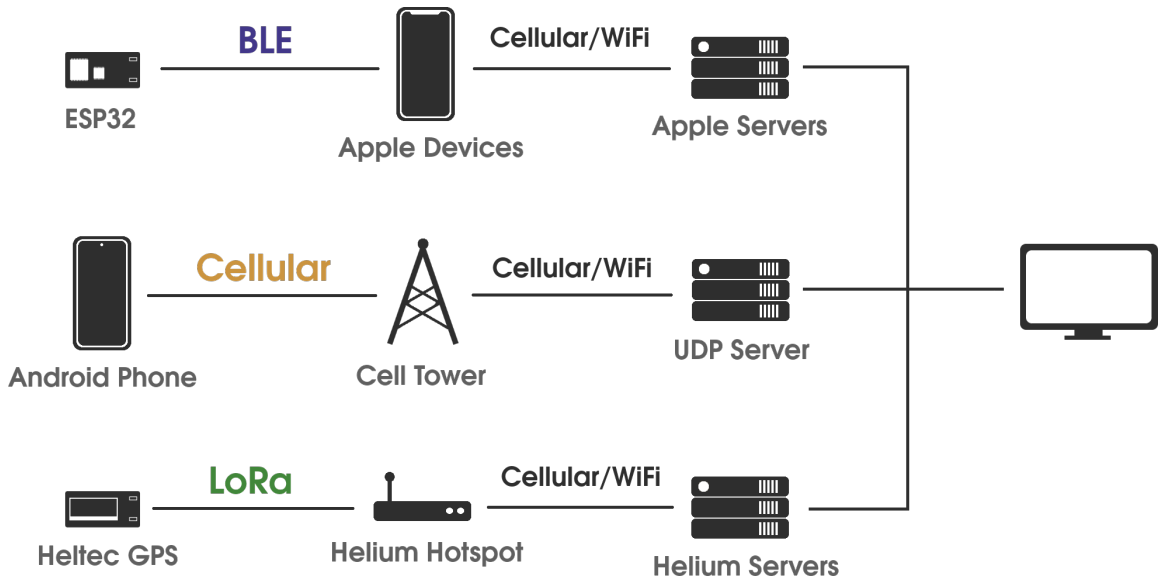 BLE
Cellular/WiFi
ESP32
Apple Devices
Apple Servers
Cellular
Cellular/WiFi
Android Phone
Cell Tower
UDP Server
LoRa
Cellular/WiFi
Heltec GPS
Helium Hotspot
Helium Servers